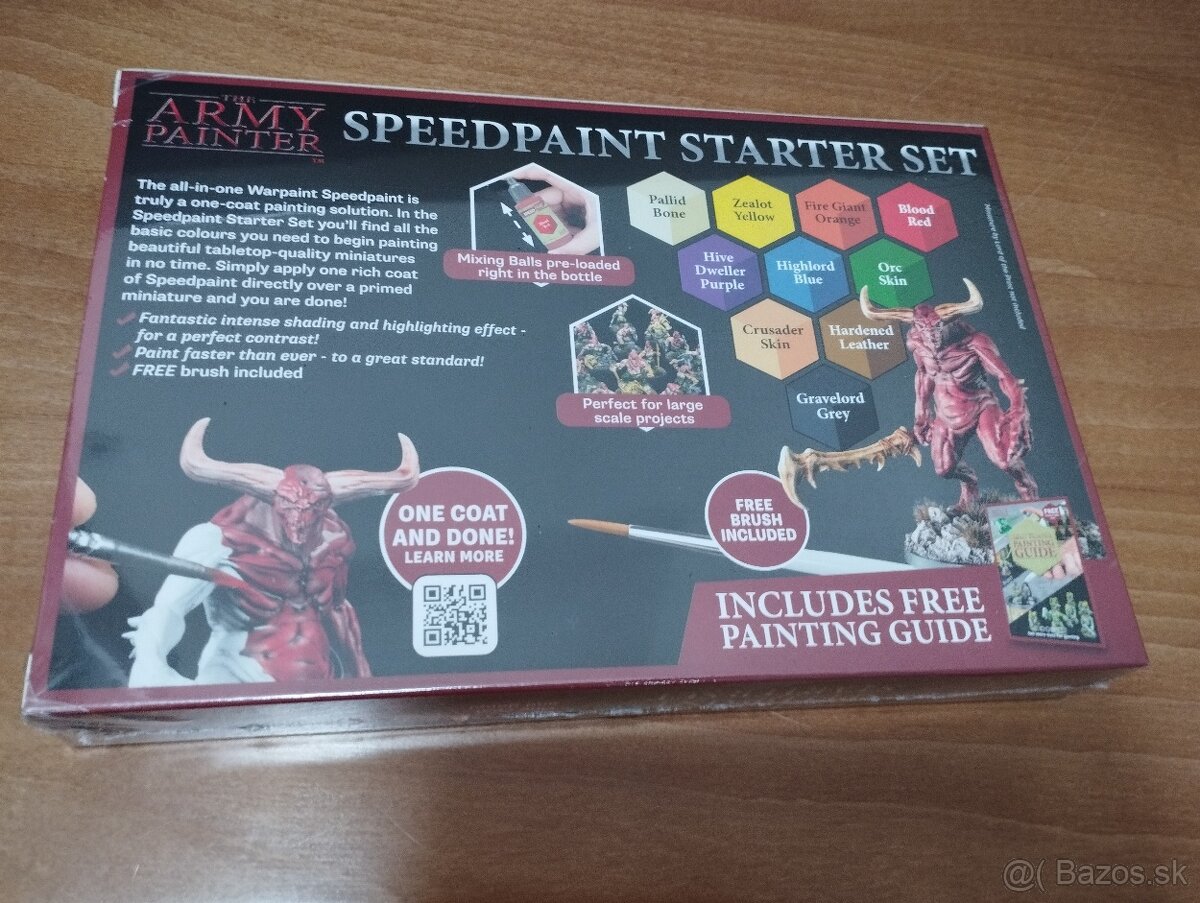 THE
ARMY
PAINTER
TM
SPEEDPAINT STARTER SET
The all-in-one Warpaint Speedpaint is
truly a one-coat painting solution. In the
Speedpaint Starter Set you'll find all the
basic colours you need to begin painting
beautiful tabletop-quality miniatures
in no time. Simply apply one rich coat
of Speedpaint directly over a primed
miniature and you are done!
Fantastic intense shading and highlighting effect -
for a perfect contrast!
Paint faster than ever - to a great standard!
FREE brush included
Mixing Balls pre-loaded
right in the bottle
Perfect for large
scale projects
Pallid
Bone
Zealot
Yellow
Fire Giant
Orange
Blood
Red
Hive
Dweller
Purple
Highlord
Blue
Orc
Skin
Crusader
Skin
Hardened
Leather
Gravelord
Grey
ONE COAT
AND DONE!
LEARN MORE
FREE
BRUSH
INCLUDED
INCLUDES FREE
PAINTING GUIDE
FREE
PAINTING
GUIDE
@( Bazos.sk